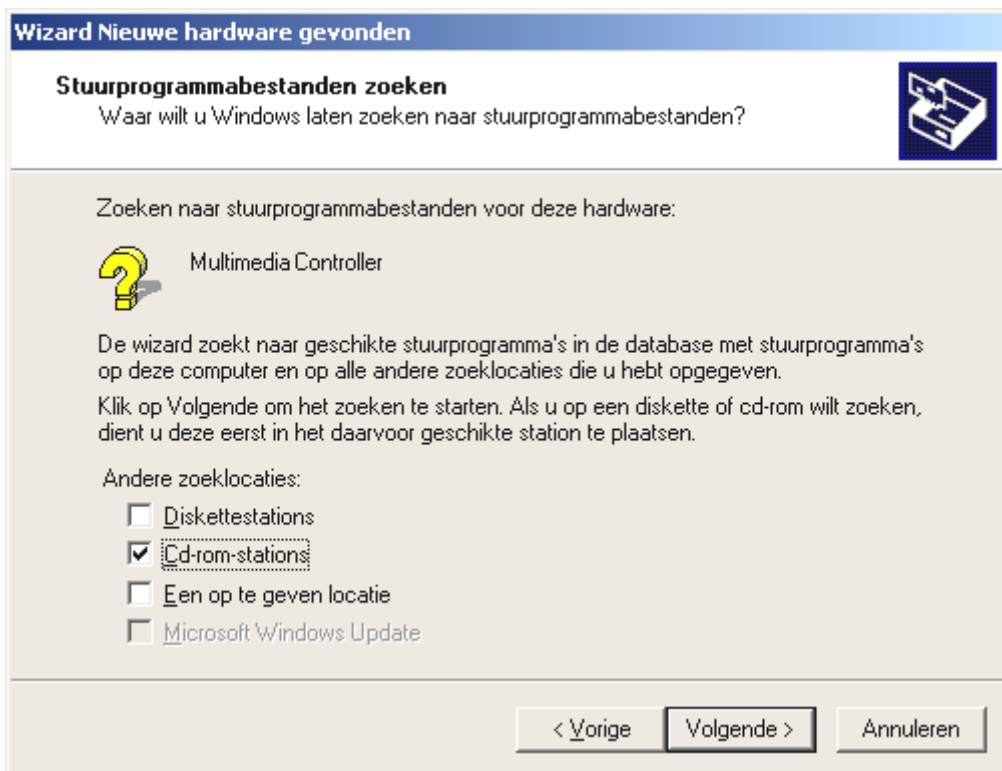 Wizard Nieuwe hardware gevonden
Stuurprogrammabestanden zoeken
Waar wilt u Windows laten zoeken naar stuurprogrammabestanden?
Zoeken naar stuurprogrammabestanden voor deze hardware:
Multimedia Controller
De wizard zoekt naar geschikte stuurprogramma's in de database met stuurprogramma's
op deze computer en op alle andere zoeklocaties die u hebt opgegeven.
Klik op Volgende om het zoeken te starten. Als u op een diskette of cd-rom wilt zoeken,
dient u deze eerst in het daarvoor geschikte station te plaatsen.
Andere zoeklocaties:
Diskettestations
Cd-rom-stations
Een op te geven locatie
Microsoft Windows Update
< Vorige Volgende > Annuleren